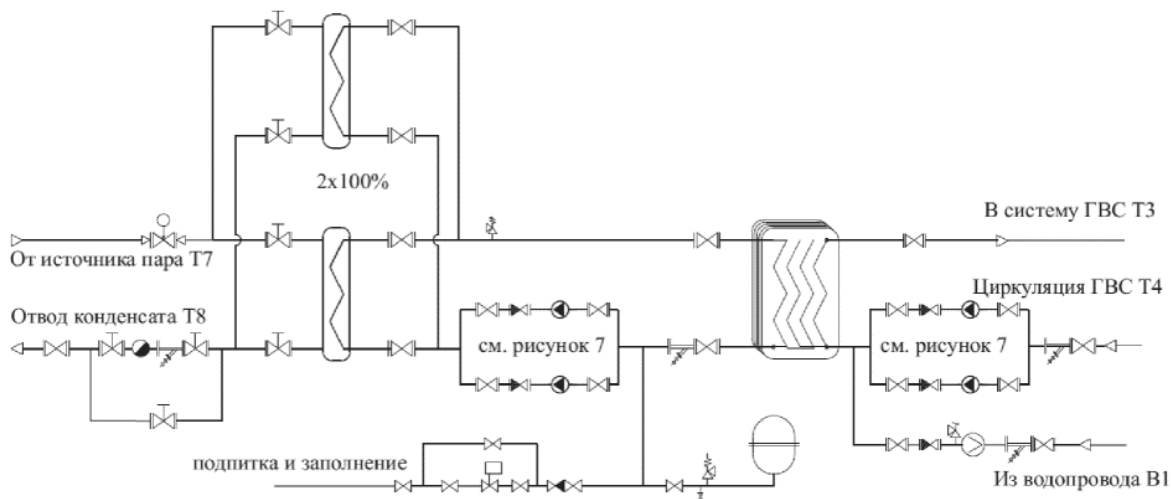 2x100%
В систему ГВС Т3
От источника пара Т7
Циркуляция ГВС Т4
Отвод конденсата Т8
см. рисунок 7
см. рисунок 7
подпитка и заполнение
Из водопровода В1